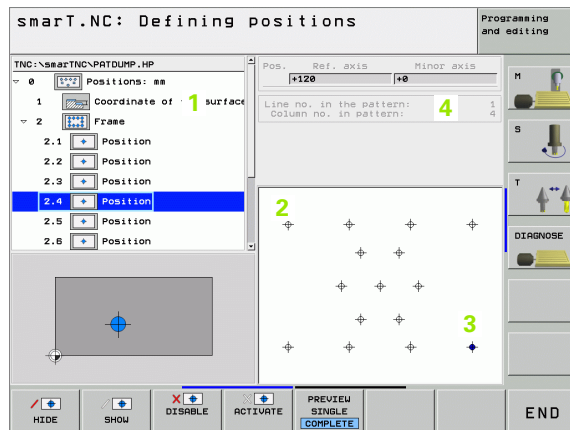 smarT.NC: Defining positions
Programming
and editing
TNC:\smarTNC\PATDUMP.HP
0 Positions: mm
1 Coordinate of surface
2 Frame
2.1 Position
2.2 Position
2.3 Position
2.4 Position
2.5 Position
2.6 Position
1
Pos. Ref. axis Minor axis
+120 +0
Line no. in the pattern: 1
Column no. in pattern: 4
4
2
3
M
S
T
DIAGNOSE
HIDE
SHOW
DISABLE
ACTIVATE
PREVIEW
SINGLE
COMPLETE
END